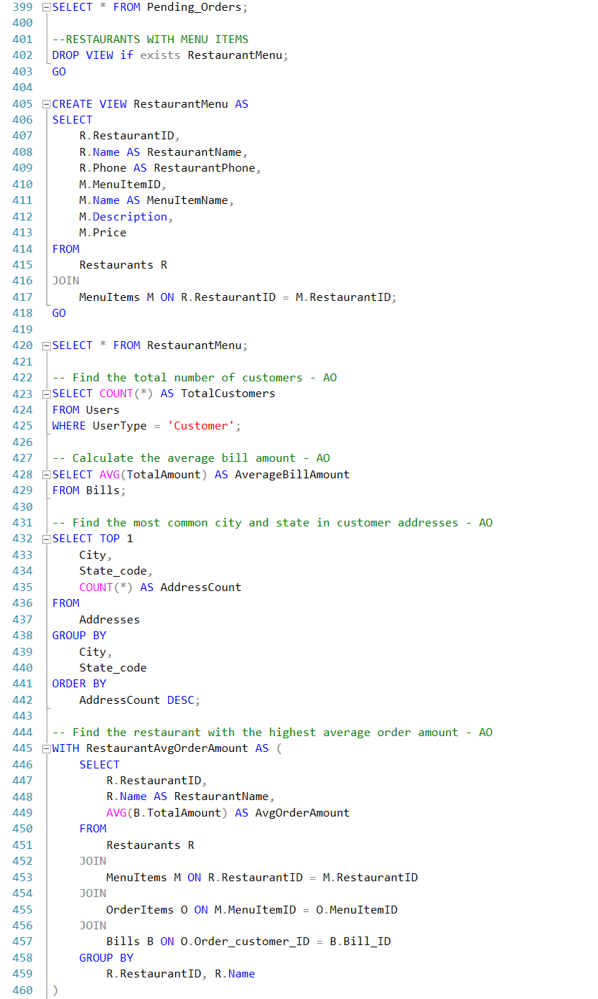 399 SELECT * FROM Pending_Orders;
400
401 --RESTAURANTS WITH MENU ITEMS
402 DROP VIEW if exists RestaurantMenu;
403 GO
404
405 CREATE VIEW RestaurantMenu AS
406 SELECT
407     R.RestaurantID,
408     R.Name AS RestaurantName,
409     R.Phone AS RestaurantPhone,
410     M.MenuItemID,
411     M.Name AS MenuItemName,
412     M.Description,
413     M.Price
414 FROM
415     Restaurants R
416 JOIN
417     MenuItems M ON R.RestaurantID = M.RestaurantID;
418 GO
419
420 SELECT * FROM RestaurantMenu;
421
422 -- Find the total number of customers - AO
423 SELECT COUNT(*) AS TotalCustomers
424 FROM Users
425 WHERE UserType = 'Customer';
426
427 -- Calculate the average bill amount - AO
428 SELECT AVG(TotalAmount) AS AverageBillAmount
429 FROM Bills;
430
431 -- Find the most common city and state in customer addresses - AO
432 SELECT TOP 1
433     City,
434     State_code,
435     COUNT(*) AS AddressCount
436 FROM
437     Addresses
438 GROUP BY
439     City,
440     State_code
441 ORDER BY
442     AddressCount DESC;
443
444 -- Find the restaurant with the highest average order amount - AO
445 WITH RestaurantAvgOrderAmount AS (
446     SELECT
447         R.RestaurantID,
448         R.Name AS RestaurantName,
449         AVG(B.TotalAmount) AS AvgOrderAmount
450     FROM
451         Restaurants R
452     JOIN
453         MenuItems M ON R.RestaurantID = M.RestaurantID
454     JOIN
455         OrderItems O ON M.MenuItemID = O.MenuItemID
456     JOIN
457         Bills B ON O.Order_customer_ID = B.Bill_ID
458     GROUP BY
459         R.RestaurantID, R.Name
460 )